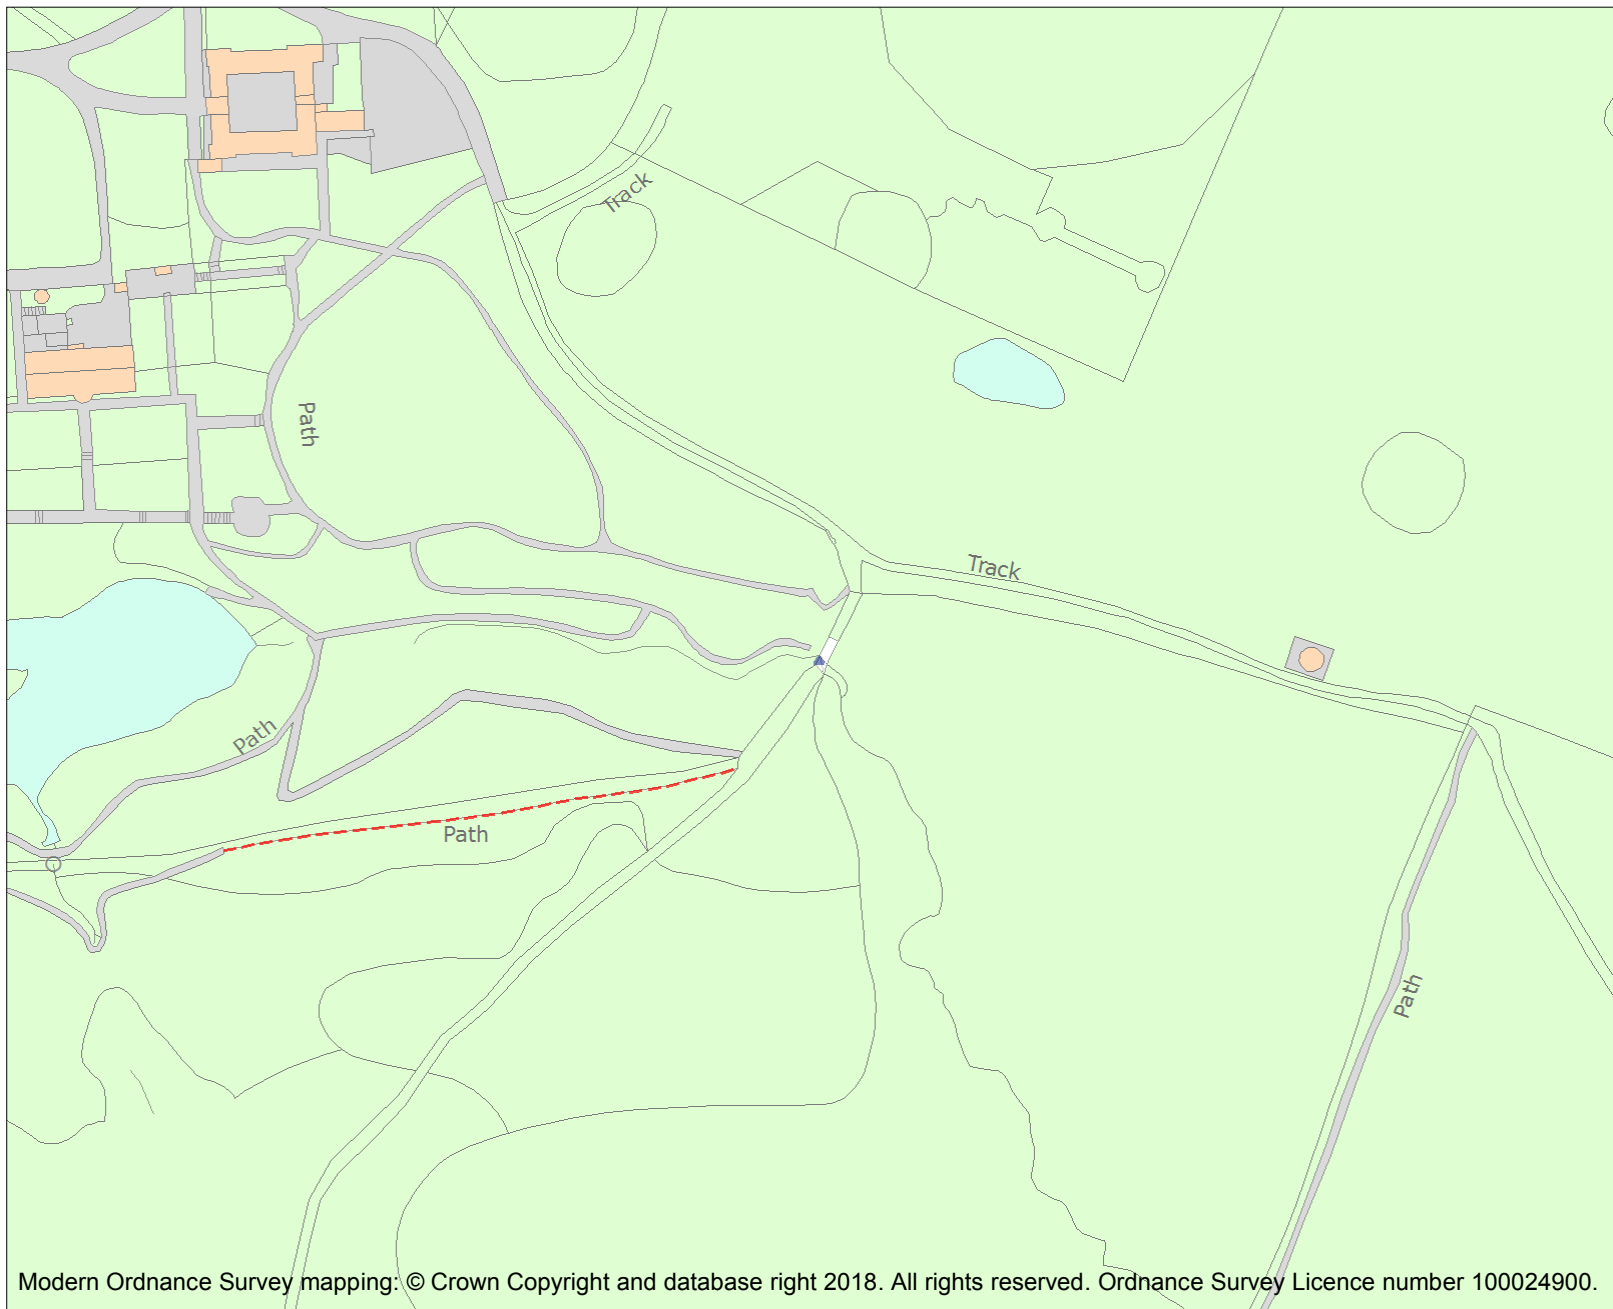 Track
Path
Track
Path
Path
Path
Modern Ordnance Survey mapping: © Crown Copyright and database right 2018. All rights reserved. Ordnance Survey Licence number 100024900.